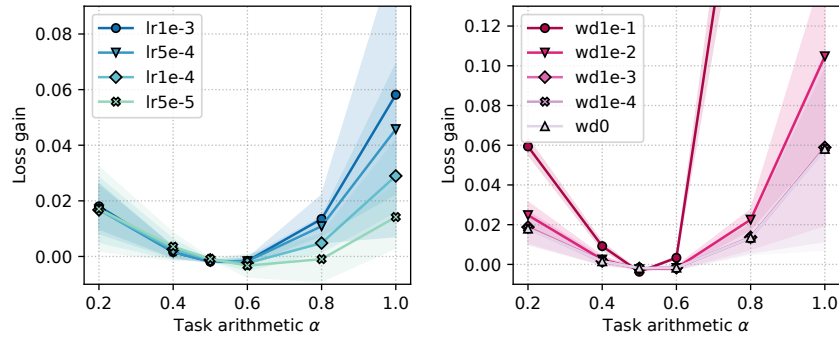 lr1e-3
lr5e-4
lr1e-4
lr5e-5
0.08
0.06
0.04
0.02
0.00
Loss gain
0.2 0.4 0.6 0.8 1.0
Task arithmetic α
wd1e-1
wd1e-2
wd1e-3
wd1e-4
wd0
0.12
0.10
0.08
0.06
0.04
0.02
0.00
Loss gain
0.2 0.4 0.6 0.8 1.0
Task arithmetic α